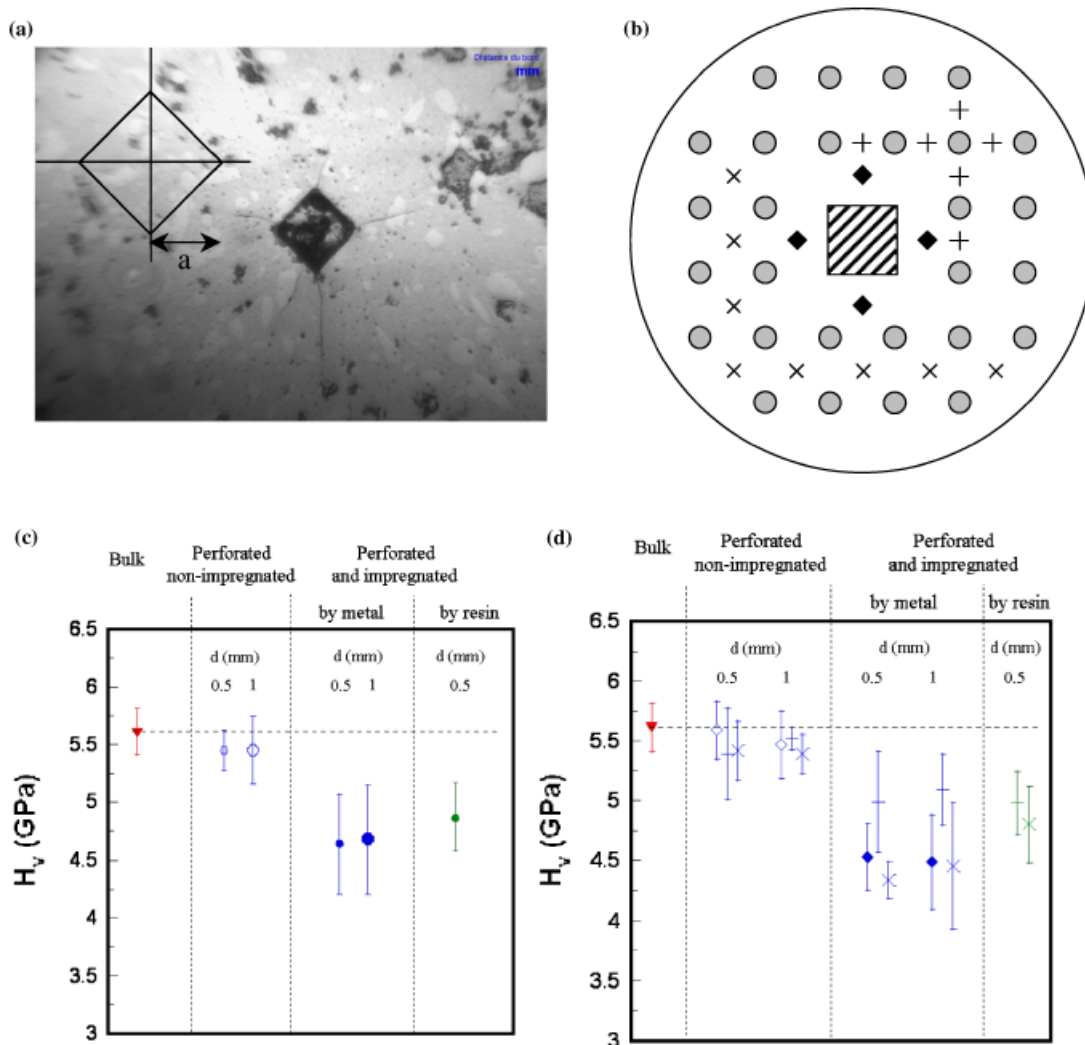 (a)
Distance du bord
mm
a
(b)
(c)
Bulk
Perforated
non-impregnated
Perforated
and impregnated
by metal
by resin
d (mm)
d (mm)
d (mm)
0.5 1
0.5 1
0.5
6.5
6
5.5
5
4.5
4
3.5
3
Hv (GPa)
(d)
Bulk
Perforated
non-impregnated
Perforated
and impregnated
by metal
by resin
d (mm)
d (mm)
d (mm)
0.5 1
0.5 1
0.5
6.5
6
5.5
5
4.5
4
3.5
3
Hv (GPa)